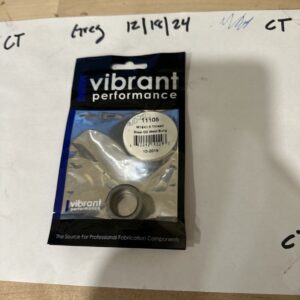 CT Greg 12/18/24 CT
vibrant
performance
11105
10-2019
vibrant
performance
The Source For Professional Fabrication Components
CT